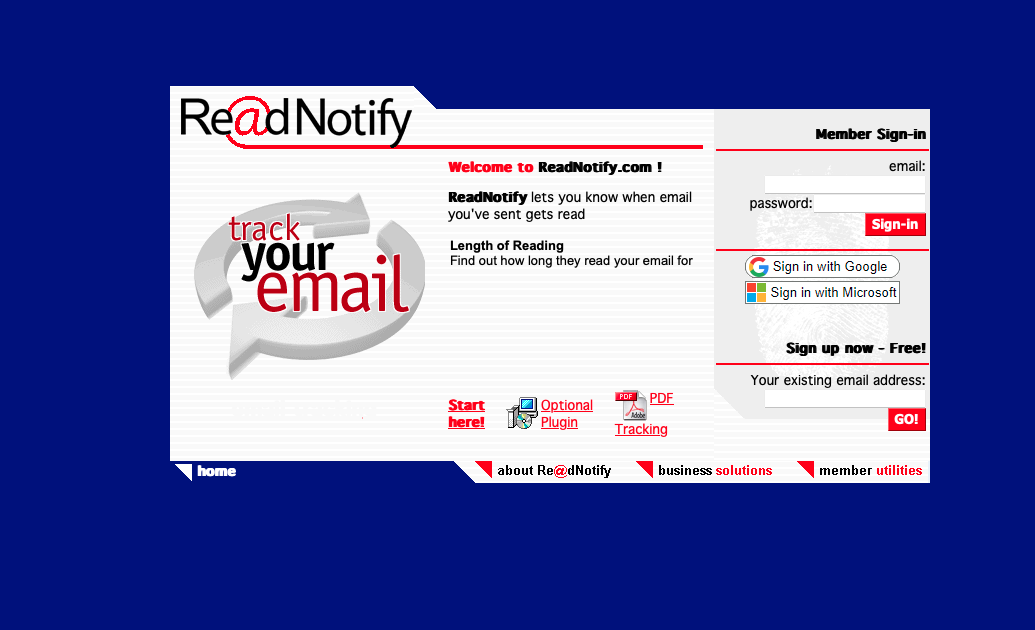 Re@dNotify
Welcome to ReadNotify.com !
ReadNotify lets you know when email
you've sent gets read
Length of Reading
Find out how long they read your email for
track
your
email
Start
here!
Optional
Plugin
PDF
Adobe
PDF
Tracking
Member Sign-in
email:
password:
Sign-in
Sign in with Google
Sign in with Microsoft
Sign up now - Free!
Your existing email address:
GO!
home
about Re@dNotify
business solutions
member utilities